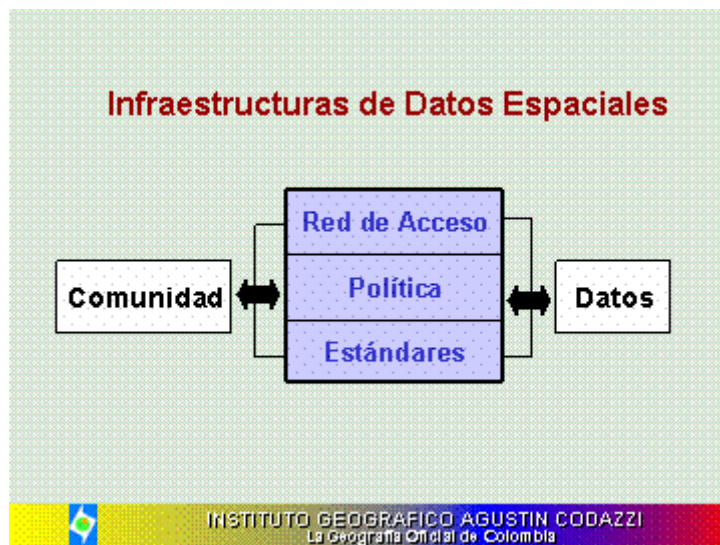 Infraestructuras de Datos Espaciales
Red de Acceso
Comunidad
Política
Datos
Estándares
INSTITUTO GEOGRAFICO AGUSTIN CODAZZI
La Geografía Oficial de Colombia